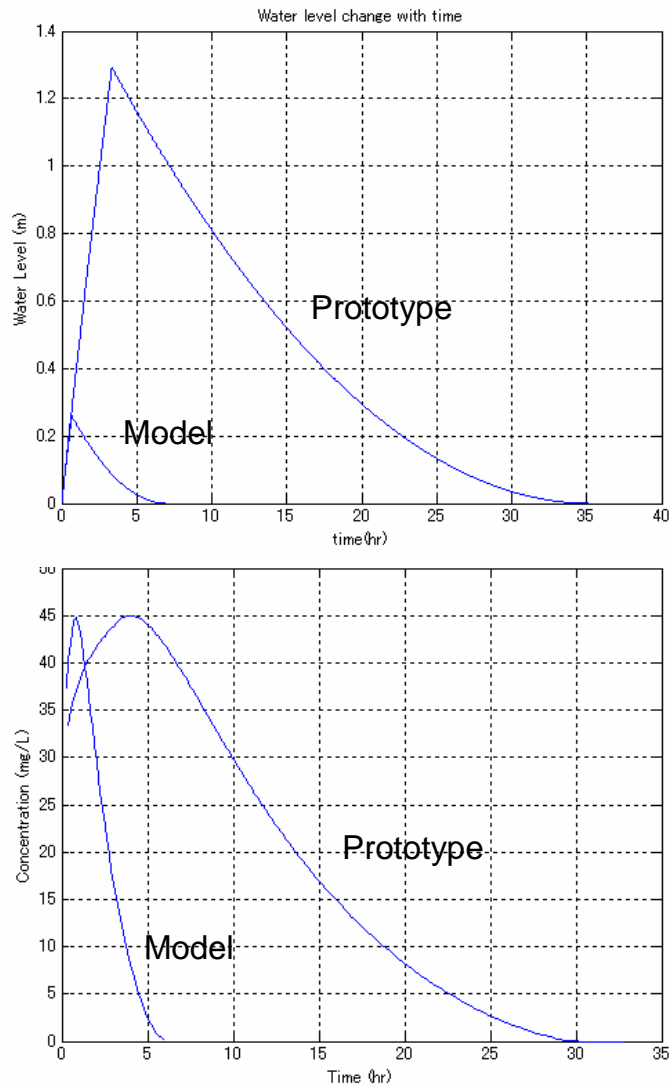 Water level change with time
1.4
1.2
1
0.8
0.6
0.4
0.2
0
Water Level (m)
Prototype
Model
0 5 10 15 20 25 30 35 40
time(hr)
50
45
40
35
30
25
20
15
10
5
0
Concentration (mg/L)
Prototype
Model
0 5 10 15 20 25 30 35
Time (hr)